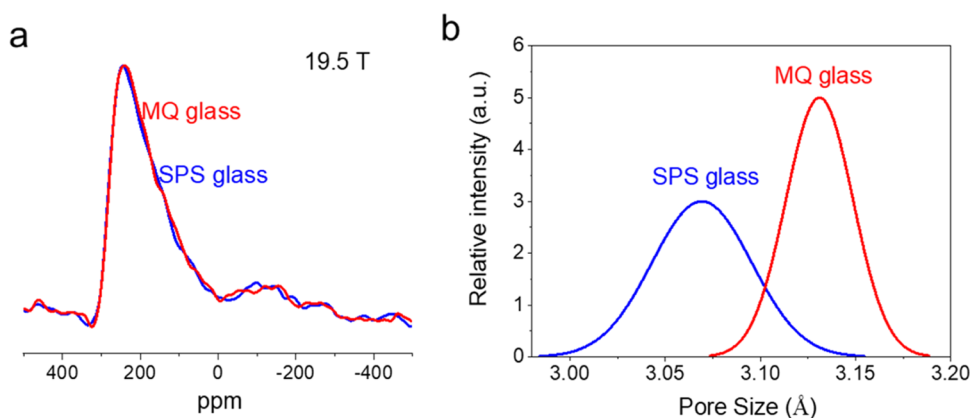 a
19.5 T
MQ glass
SPS glass
400 200 0 -200 -400
ppm
b
Relative intensity (a.u.)
6
5
4
3
2
1
0
MQ glass
SPS glass
3.00 3.05 3.10 3.15 3.20
Pore Size (Å)